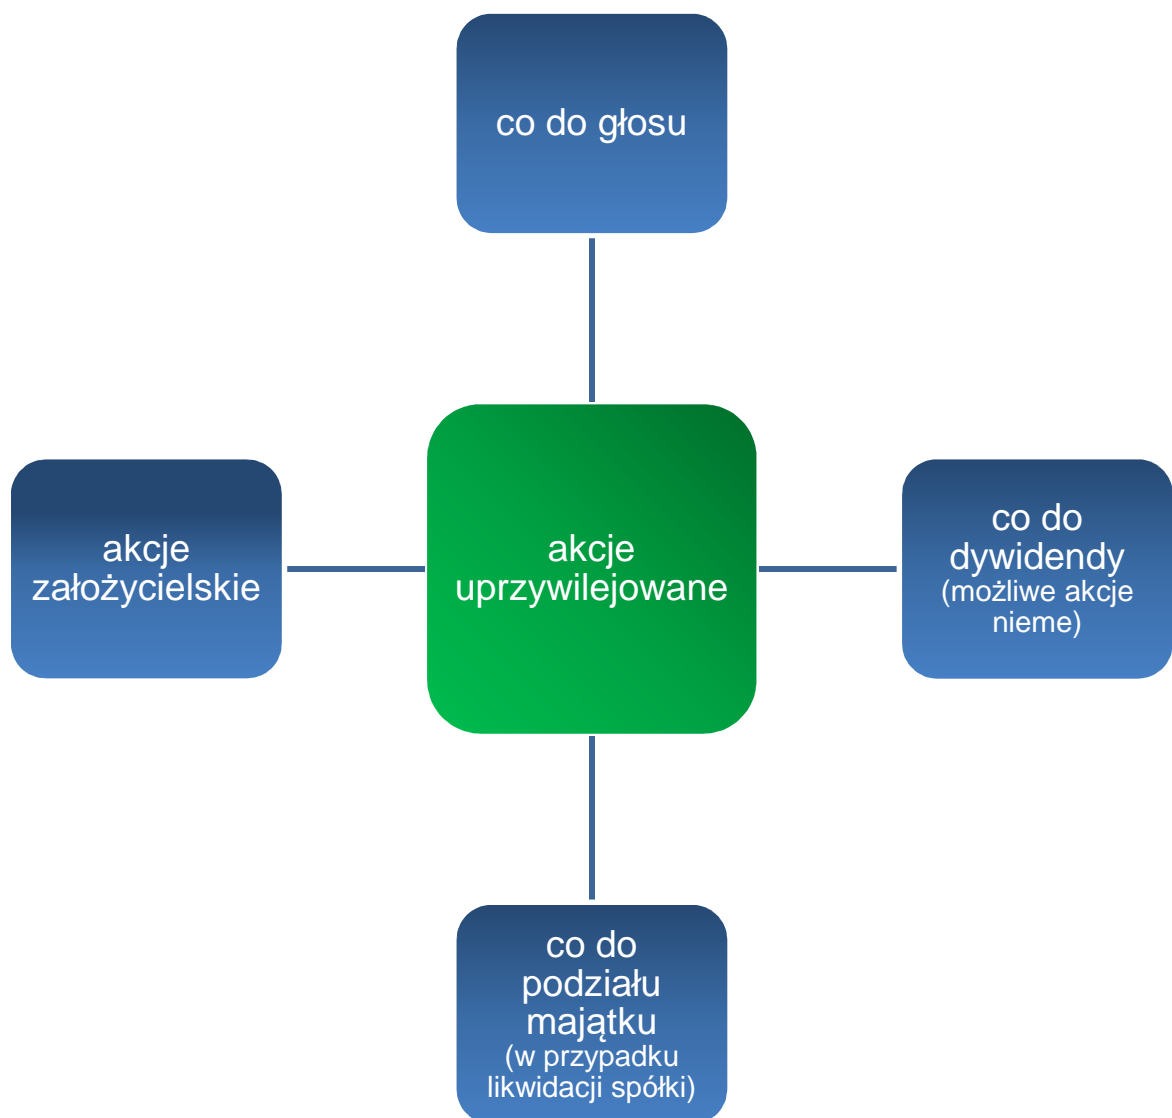 co do głosu
akcje
założycielskie
akcje
uprzywilejowane
co do
dywidendy
(możliwe akcje
nieme)
co do
podziału
majątku
(w przypadku
likwidacji spółki)